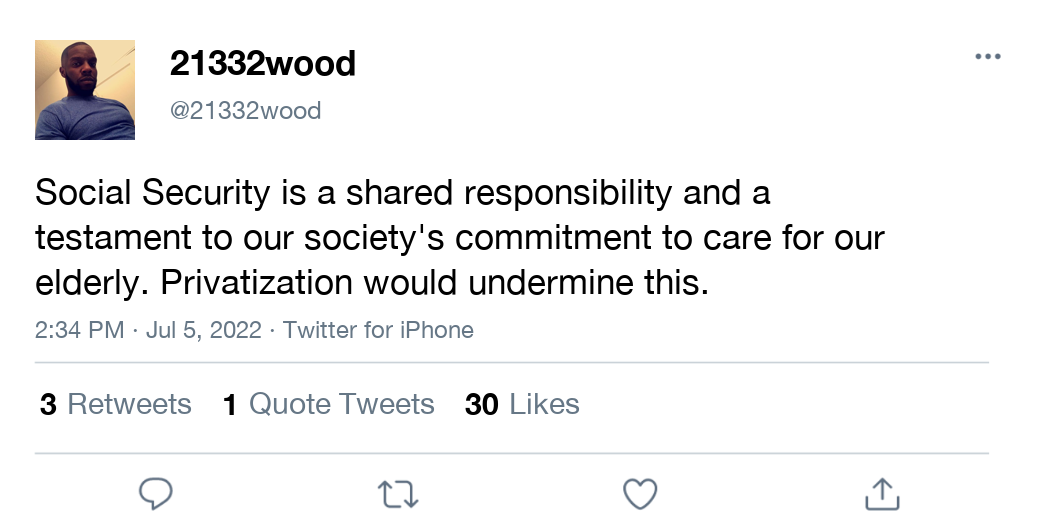 21332wood
@21332wood
Social Security is a shared responsibility and a
testament to our society's commitment to care for our
elderly. Privatization would undermine this.
2:34 PM · Jul 5, 2022 · Twitter for iPhone
3 Retweets 1 Quote Tweets 30 Likes